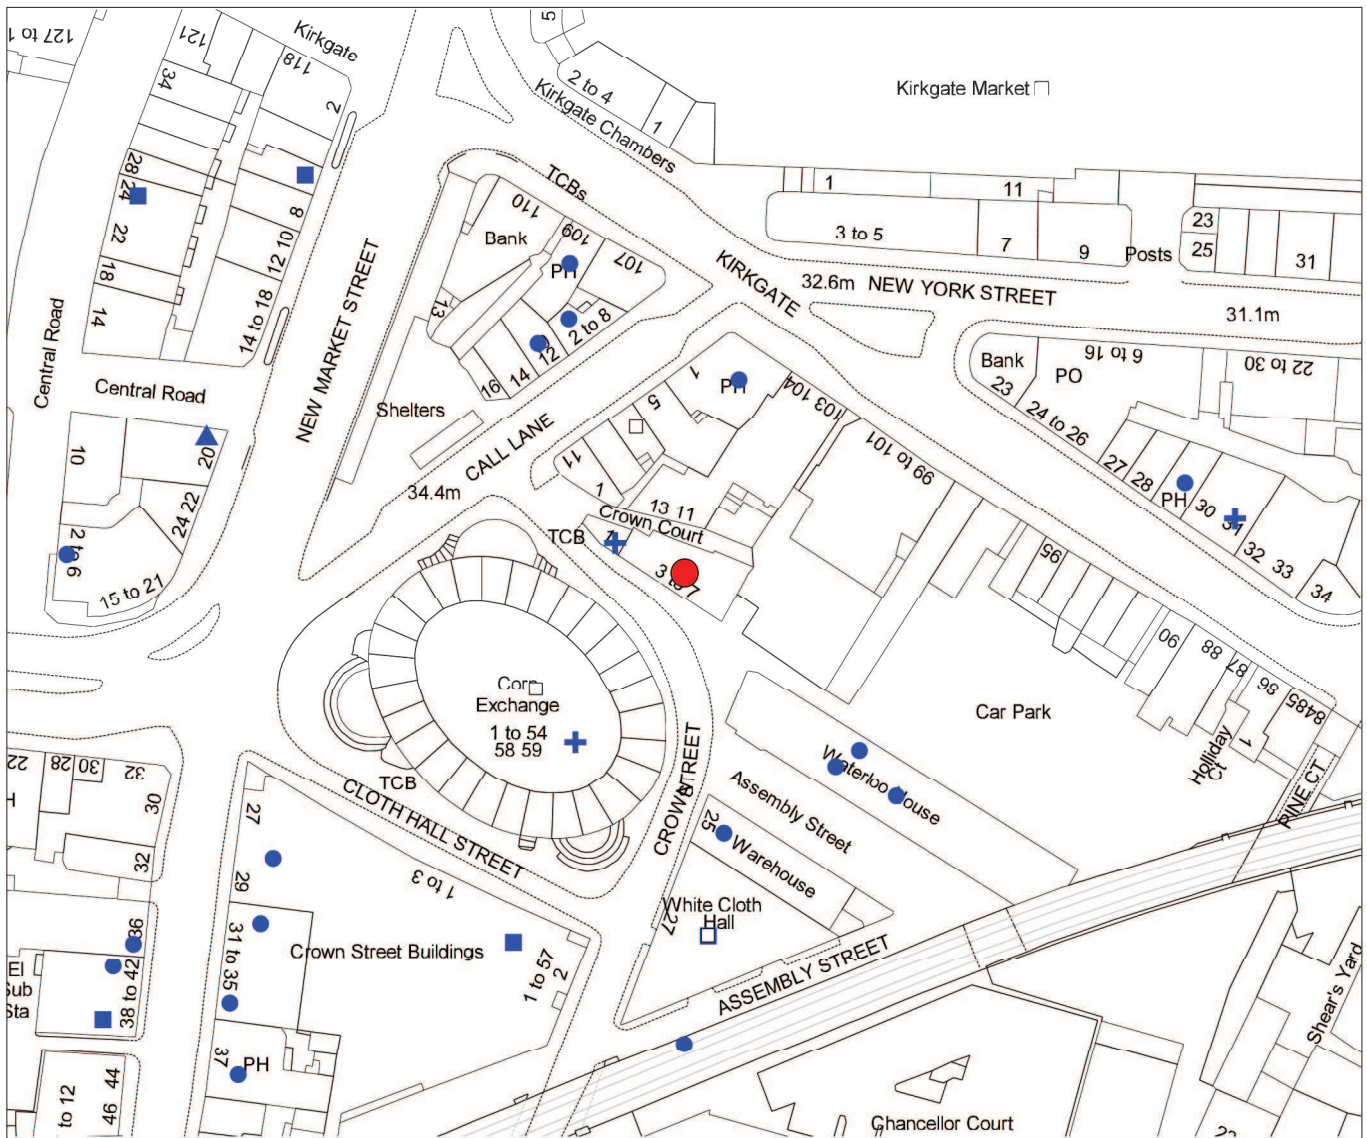 127 to 1
121
Kirkgate
118
34
2
5
2 to 4
Kirkgate Chambers
1
Kirkgate Market
28
24
22
18
14
8
12 10
14 to 18
TCBs
110
109
107
Bank
PH
13
2 to 8
12
14
16
1
11
3 to 5
7
9
Posts
23
25
31
KIRKGATE
32.6m NEW YORK STREET
31.1m
Central Road
Central Road
NEW MARKET STREET
Shelters
CALL LANE
34.4m
1
PH
5
11
1
104
103
99 to 101
13 11
Crown Court
TCB
1
Bank
23
PO
6 to 16
22 to 30
24 to 26
27
28
PH
30
31
32
33
34
10
20
24 22
2 to 6
15 to 21
95
90
88
87
86
8485
1
Holliday
Ct
PINE CT
Corn
Exchange
1 to 54
58 59
TCB
CLOTH HALL STREET
CROWN STREET
Car Park
Waterloo House
Assembly Street
25
Warehouse
White Cloth
Hall
27
ASSEMBLY STREET
22
28
30
32
30
32
H
27
29
1 to 3
31 to 35
Crown Street Buildings
1 to 57
2
36
38 to 42
El
Sub
Sta
37
PH
44
46
to 12
Shear's Yard
Chancellor Court